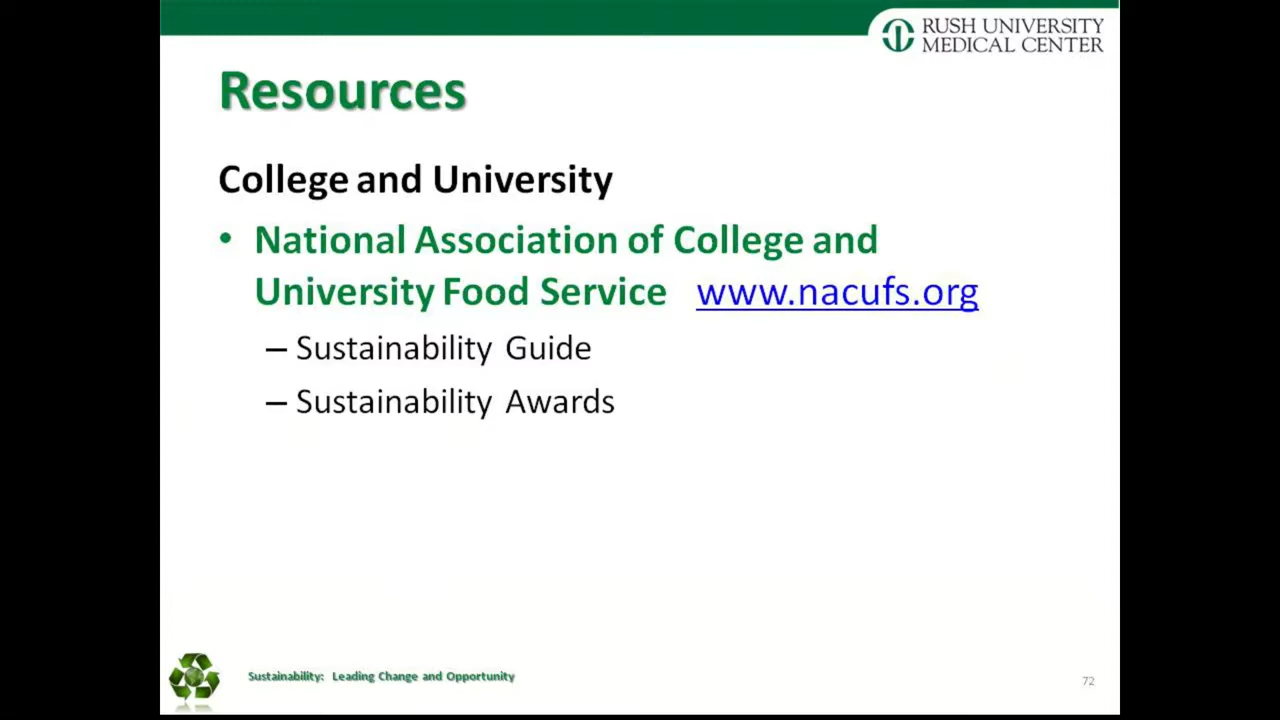 RUSH UNIVERSITY
MEDICAL CENTER
Resources
College and University
• National Association of College and
University Food Service www.nacufs.org
– Sustainability Guide
– Sustainability Awards
Sustainability: Leading Change and Opportunity
72